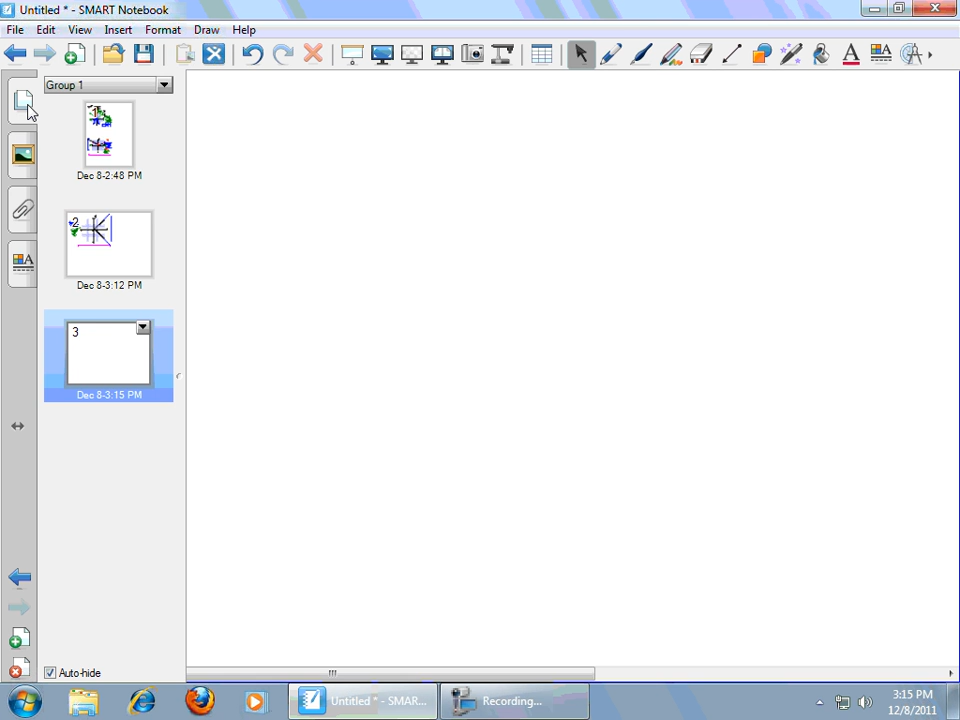 Untitled * - SMART Notebook
File Edit View Insert Format Draw Help
Group 1
1
Dec 8-2:48 PM
2
Dec 8-3:12 PM
3
Dec 8-3:15 PM
Auto-hide
Untitled * - SMAR...
Recording...
3:15 PM
12/8/2011